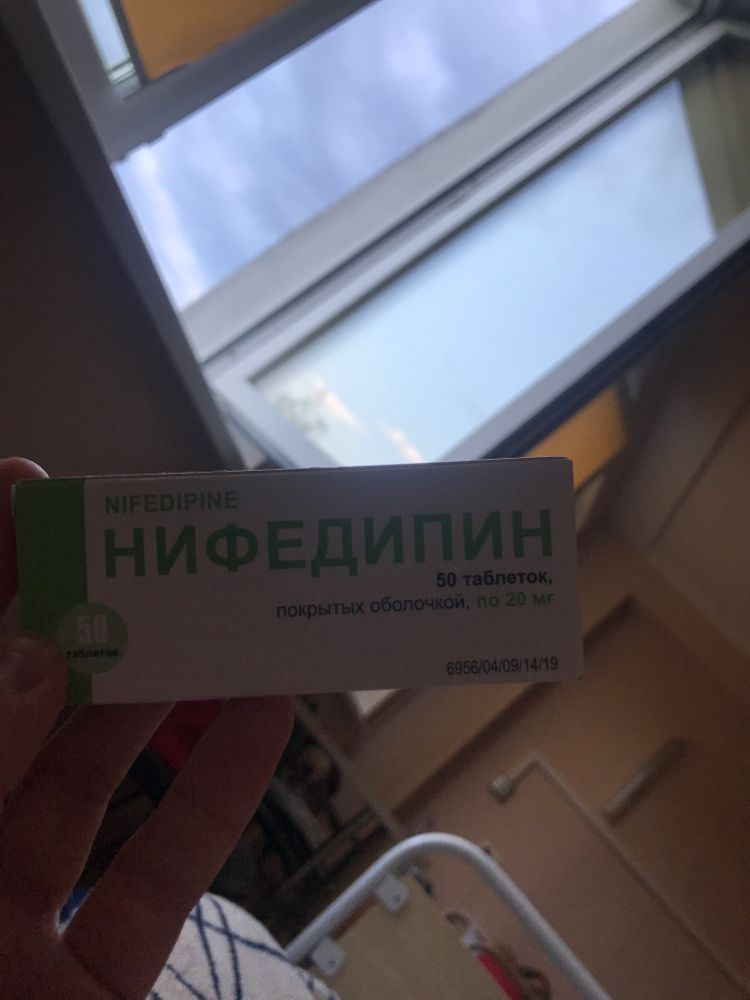 NIFEDIPINE
НИФЕДИПИН
50 таблеток,
покрытых оболочкой, по 20 мг
50
таблеток
6956/04/09/14/19